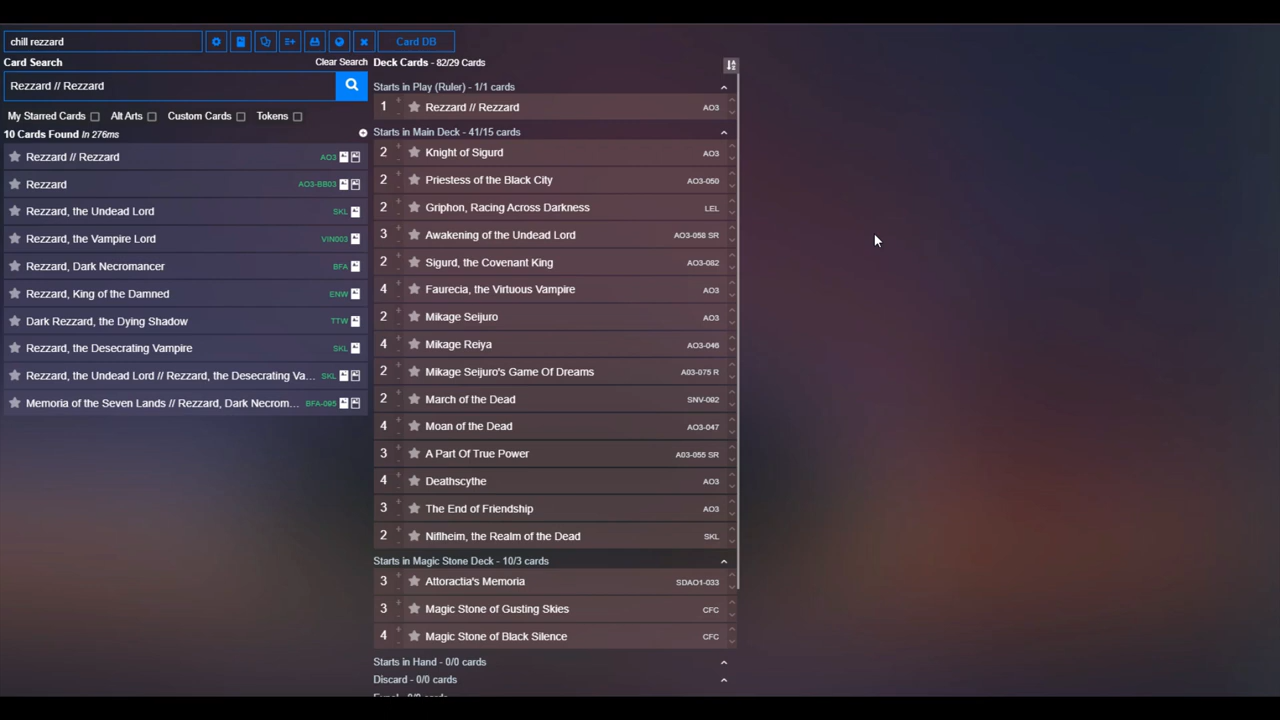 chill rezzard
Card DB
Card Search
Clear Search
Rezzard // Rezzard
My Starred Cards
Alt Arts
Custom Cards
Tokens
10 Cards Found In 276ms
Rezzard // Rezzard AO3
Rezzard AO3-BB03
Rezzard, the Undead Lord SKL
Rezzard, the Vampire Lord VIN003
Rezzard, Dark Necromancer BFA
Rezzard, King of the Damned ENW
Dark Rezzard, the Dying Shadow TTW
Rezzard, the Desecrating Vampire SKL
Rezzard, the Undead Lord // Rezzard, the Desecrating Va... SKL
Memoria of the Seven Lands // Rezzard, Dark Necrom... BFA-095
Deck Cards - 82/29 Cards
Starts in Play (Ruler) - 1/1 cards
1 Rezzard // Rezzard AO3
Starts in Main Deck - 41/15 cards
2 Knight of Sigurd AO3
2 Priestess of the Black City AO3-050
2 Griphon, Racing Across Darkness LEL
3 Awakening of the Undead Lord AO3-058 SR
2 Sigurd, the Covenant King AO3-082
4 Faurecia, the Virtuous Vampire AO3
2 Mikage Seijuro AO3
4 Mikage Reiya AO3-046
2 Mikage Seijuro's Game Of Dreams A03-075 R
2 March of the Dead SNV-092
4 Moan of the Dead AO3-047
3 A Part Of True Power A03-055 SR
4 Deathscythe AO3
3 The End of Friendship AO3
2 Niflheim, the Realm of the Dead SKL
Starts in Magic Stone Deck - 10/3 cards
3 Attoractia's Memoria SDAO1-033
3 Magic Stone of Gusting Skies CFC
4 Magic Stone of Black Silence CFC
Starts in Hand - 0/0 cards
Discard - 0/0 cards